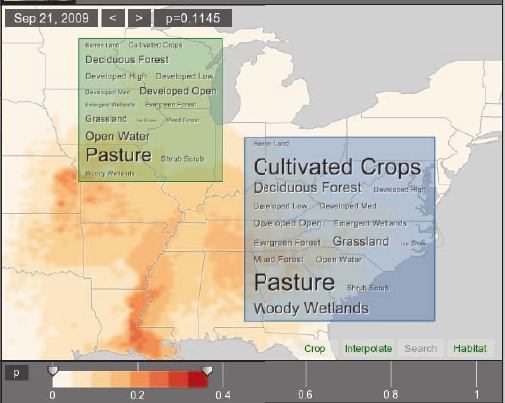 Sep 21, 2009 < > p=0.1145
Barren Land Cultivated Crops
Deciduous Forest
Developed High Developed Low
Developed Med Developed Open
Emergent Wetlands Evergreen Forest
Grassland Ice Snow Mixed Forest
Open Water
Pasture Shrub Scrub
Woody Wetlands
Barren Land
Cultivated Crops
Deciduous Forest Developed High
Developed Low Developed Med
Developed Open Emergent Wetlands
Evergreen Forest Grassland Ice Snow
Mixed Forest Open Water
Pasture Shrub Scrub
Woody Wetlands
Crop Interpolate Search Habitat
p
0 0.2 0.4 0.6 0.8 1